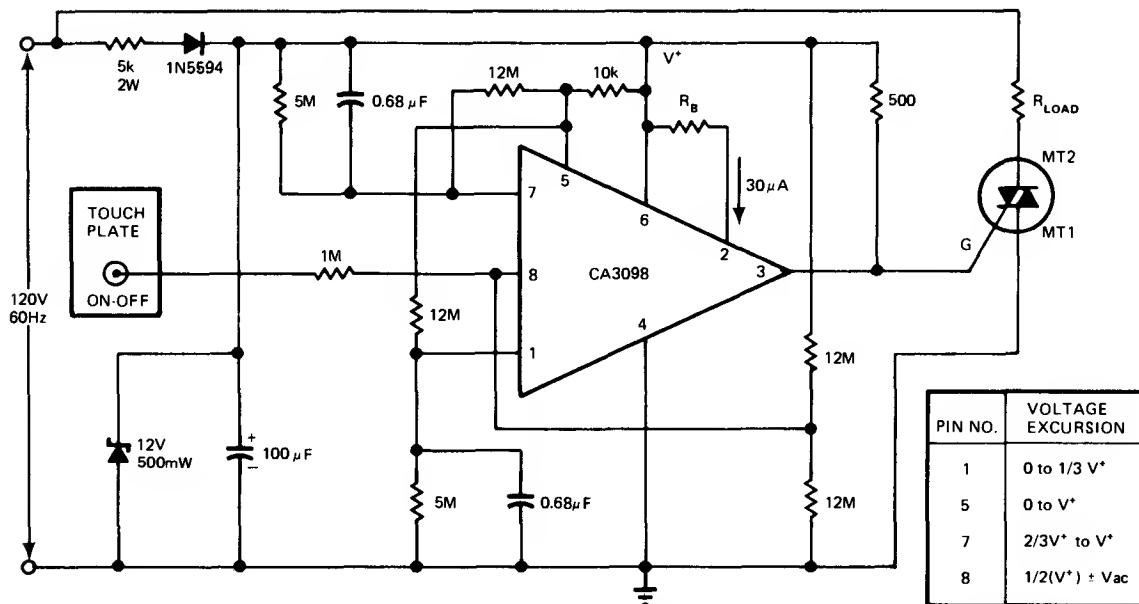 5k
2W
1N5594
5M
0.68 µF
12M
10k
V+
R_B
500
R_LOAD
MT2
MT1
G
30µA
TOUCH
PLATE
ON-OFF
120V
60Hz
1M
7
5
6
8
2
3
CA3098
4
1
12M
12M
12M
12V
500mW
+
100 µF
−
5M
0.68µF
PIN NO.
VOLTAGE
EXCURSION
1
0 to 1/3 V+
5
0 to V+
7
2/3V+ to V+
8
1/2(V+) ± Vac